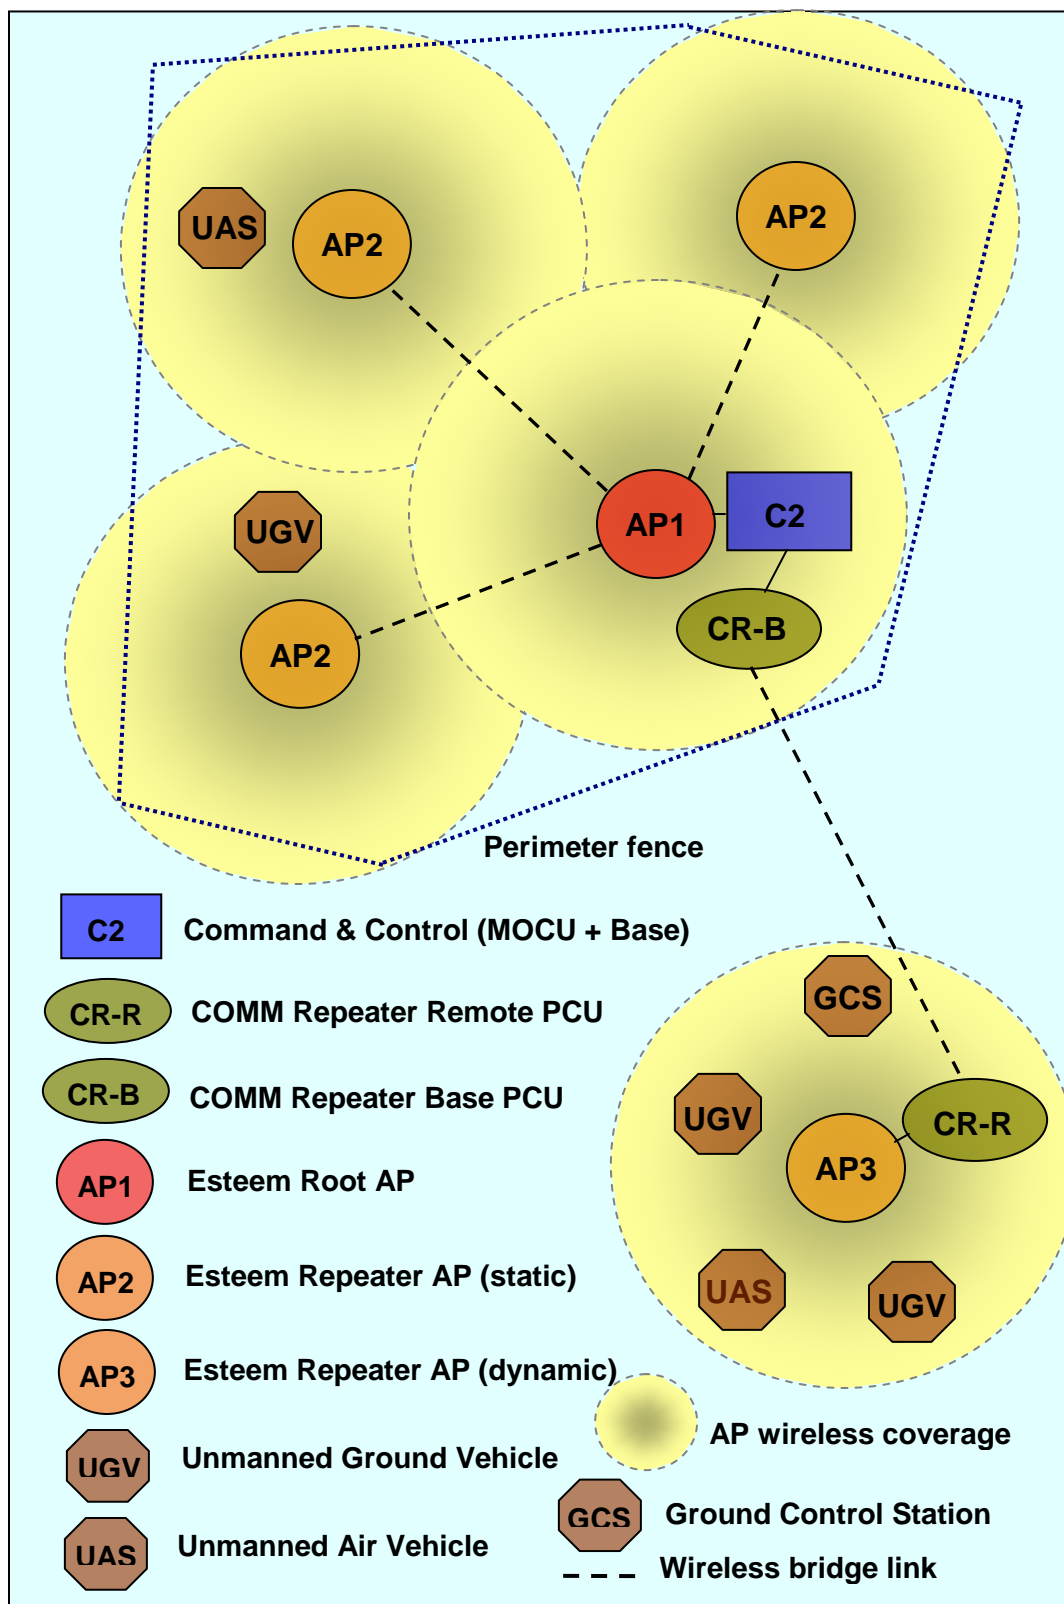 AP2
UAS
AP2
AP1
C2
UGV
CR-B
AP2
Perimeter fence
C2 Command & Control (MOCU + Base)
GCS
CR-R COMM Repeater Remote PCU
CR-B COMM Repeater Base PCU
UGV
CR-R
AP3
AP1 Esteem Root AP
AP2 Esteem Repeater AP (static)
UAS
UGV
AP3 Esteem Repeater AP (dynamic)
AP wireless coverage
UGV Unmanned Ground Vehicle
GCS Ground Control Station
UAS Unmanned Air Vehicle
Wireless bridge link